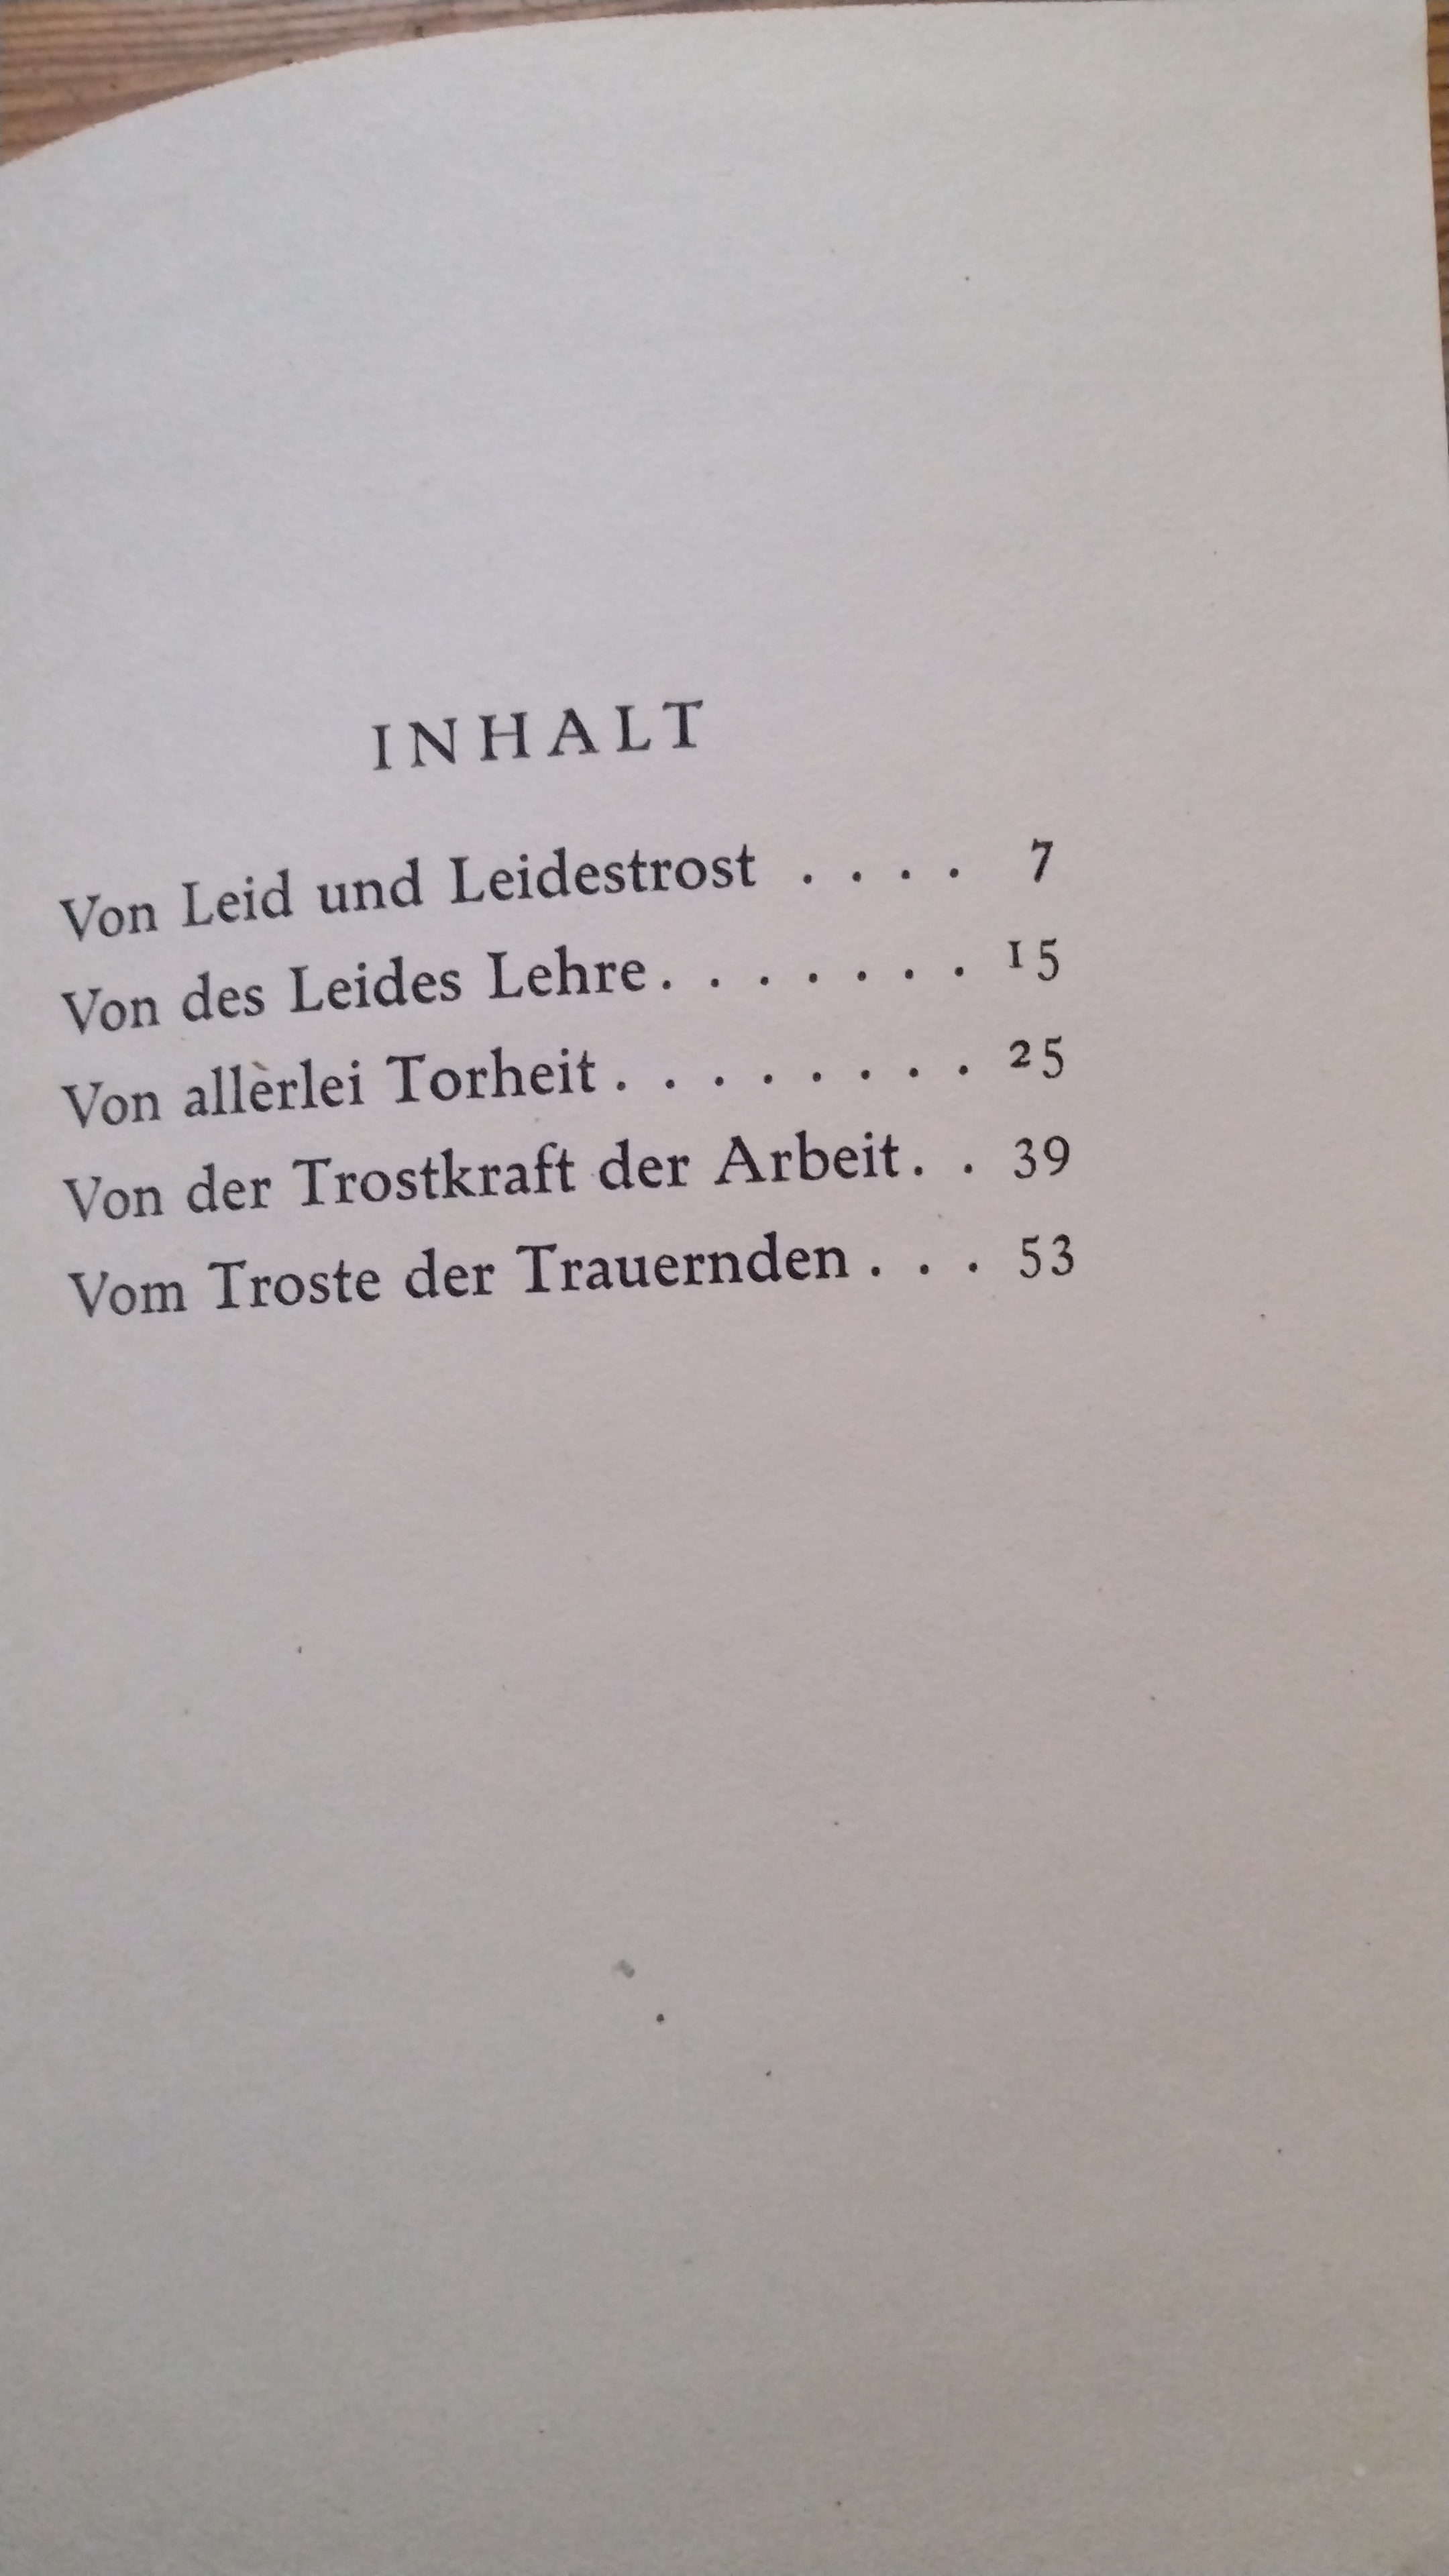 INHALT
Von Leid und Leidestrost . . . . 7
Von des Leides Lehre . . . . . . . 15
Von allèrlei Torheit . . . . . . . . 25
Von der Trostkraft der Arbeit . . 39
Vom Troste der Trauernden . . . 53